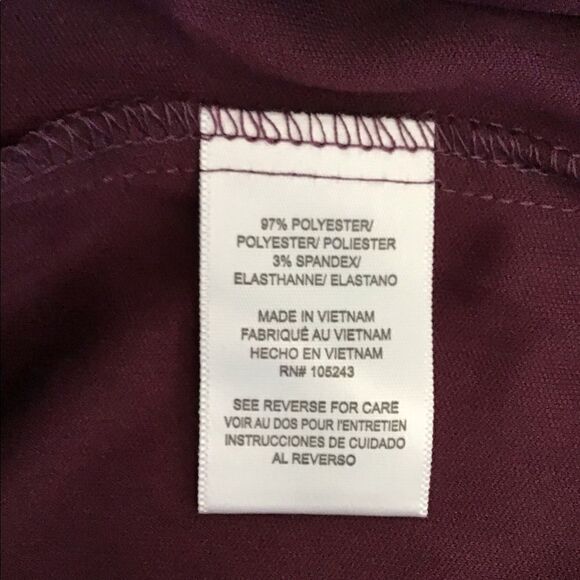 97% POLYESTER/
POLYESTER/ POLIESTER
3% SPANDEX/
ELASTHANNE/ ELASTANO
MADE IN VIETNAM
FABRIQUÉ AU VIETNAM
HECHO EN VIETNAM
RN# 105243
SEE REVERSE FOR CARE
VOIR AU DOS POUR l'ENTRETIEN
INSTRUCCIONES DE CUIDADO
AL REVERSO